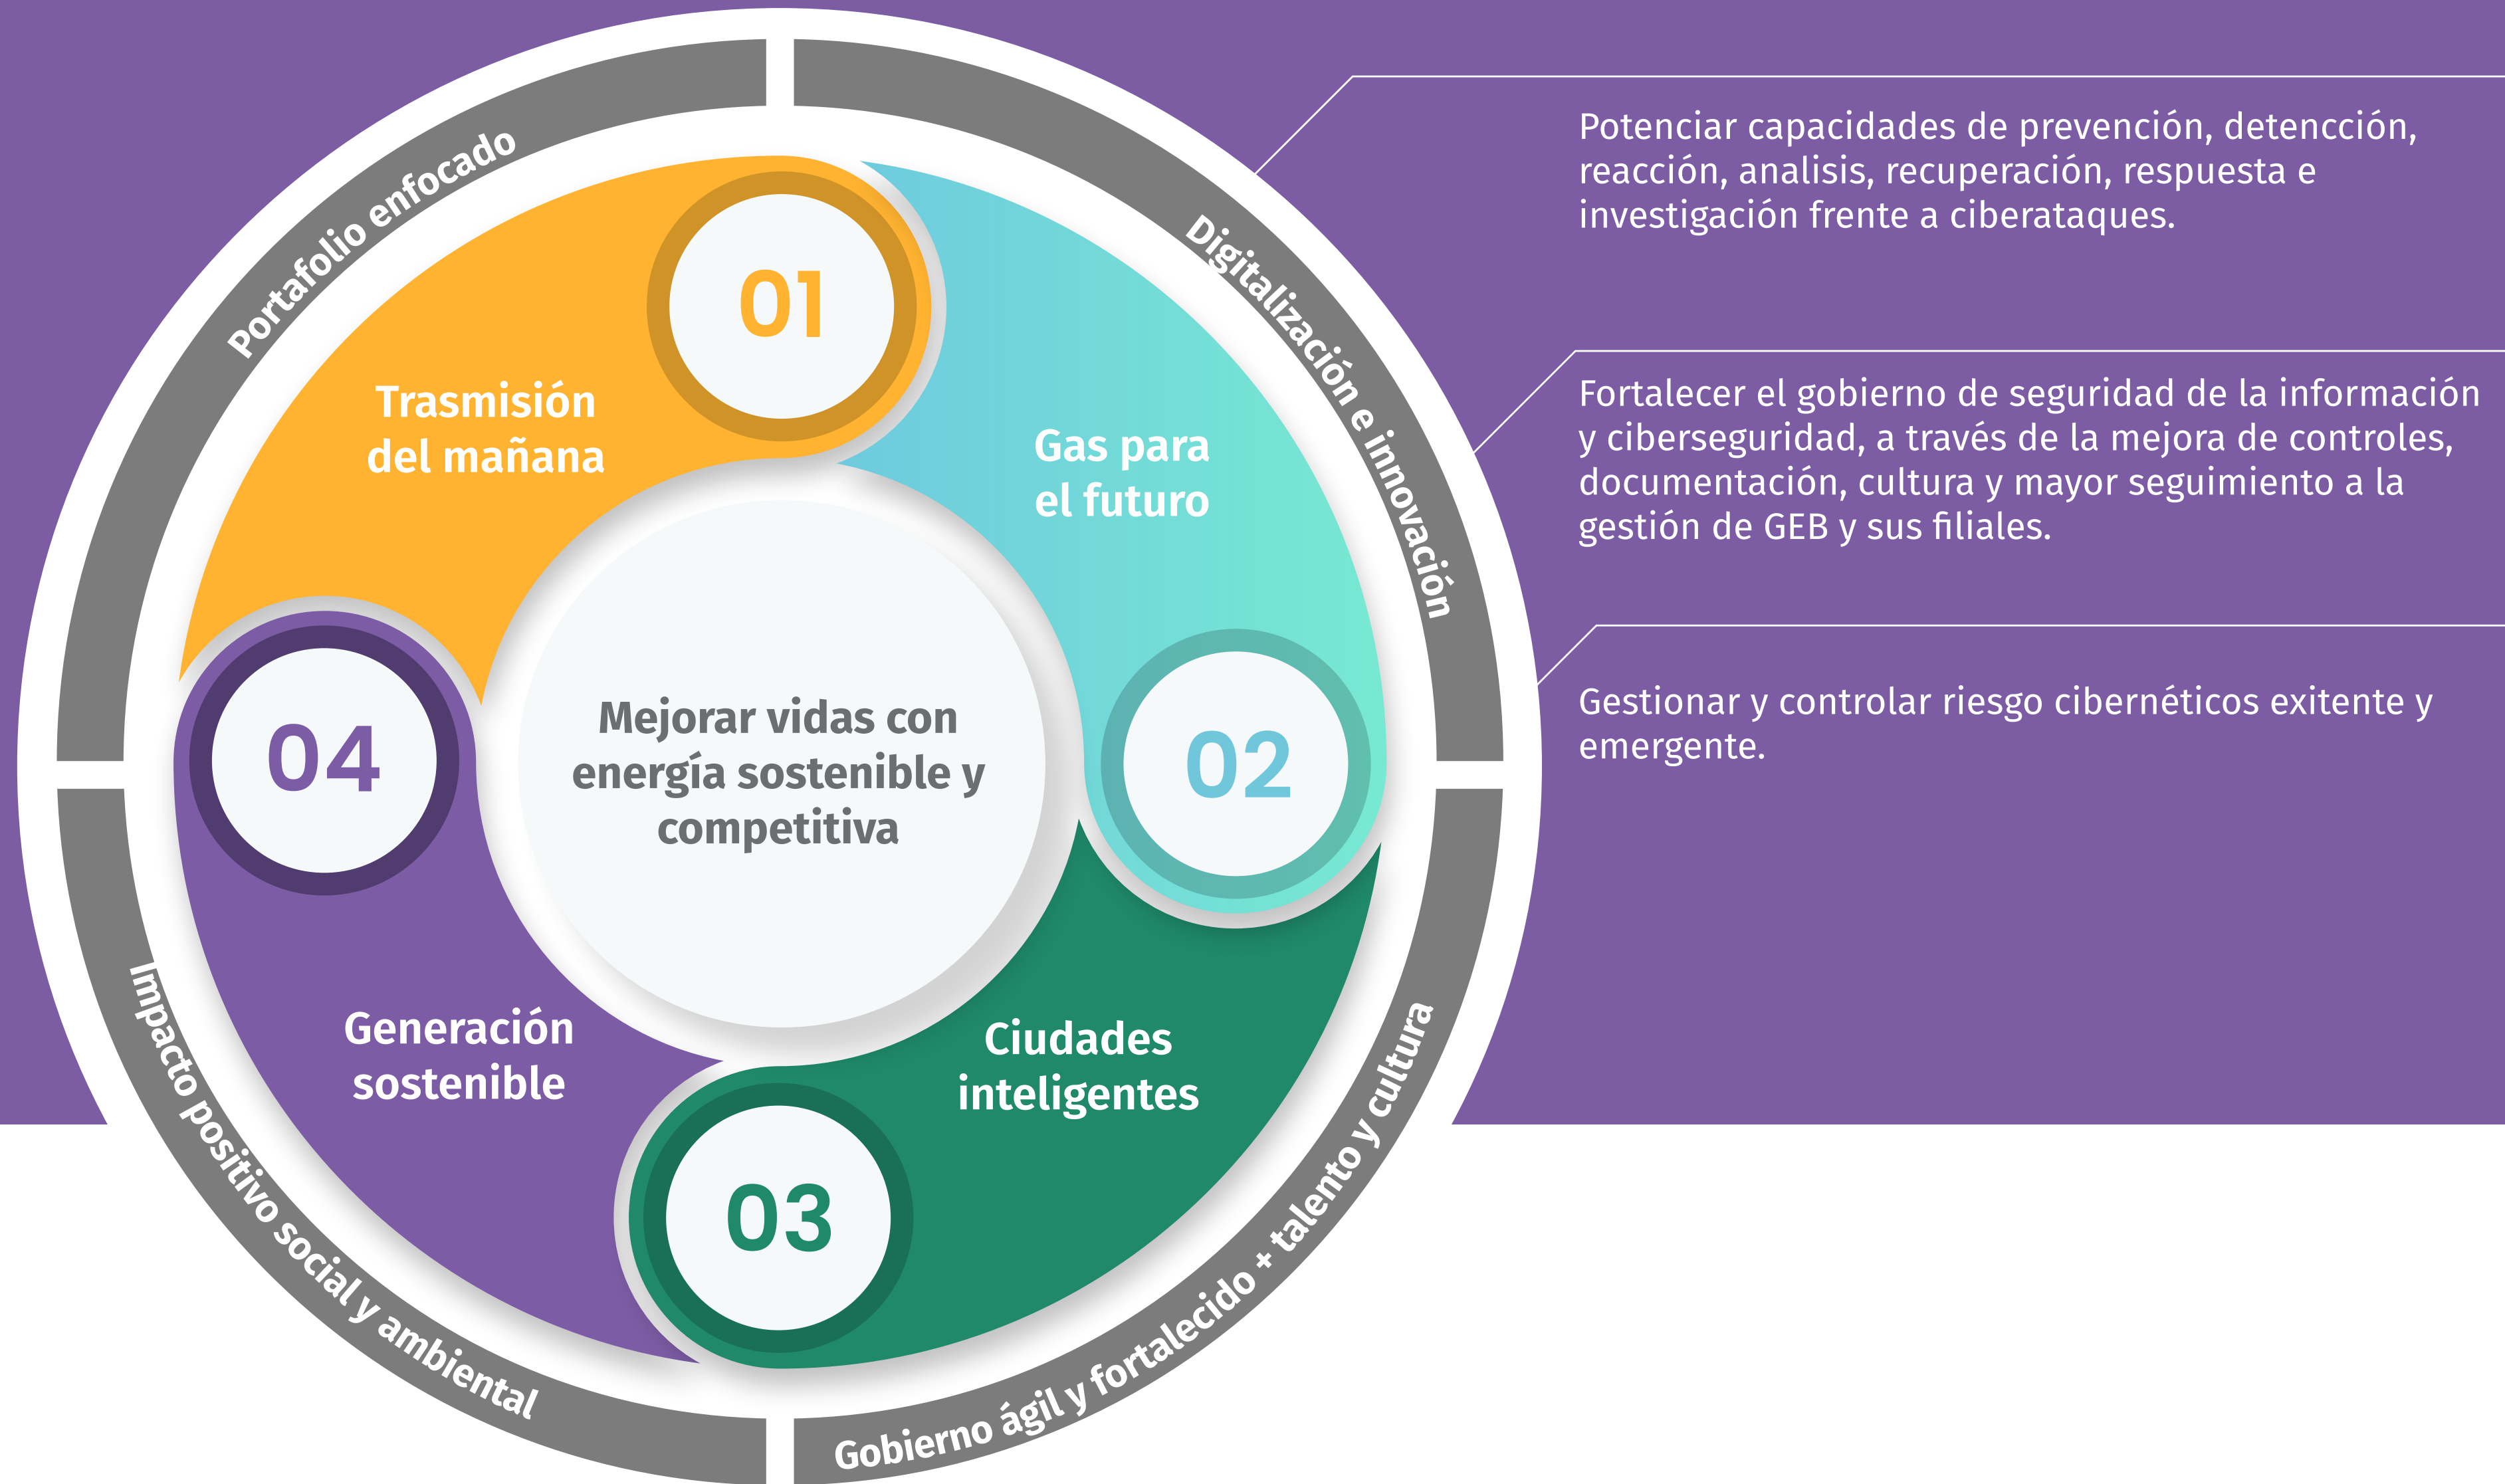 Portafolio enfocado
Digitalización e innovación
Gobierno ágil y fortalecido + talento y cultura
Impacto positivo social y ambiental
01
Trasmisión
del mañana
02
Gas para
el futuro
03
Ciudades
inteligentes
04
Generación
sostenible
Mejorar vidas con
energía sostenible y
competitiva
Potenciar capacidades de prevención, detencción,
reacción, analisis, recuperación, respuesta e
investigación frente a ciberataques.
Fortalecer el gobierno de seguridad de la información
y ciberseguridad, a través de la mejora de controles,
documentación, cultura y mayor seguimiento a la
gestión de GEB y sus filiales.
Gestionar y controlar riesgo cibernéticos exitente y
emergente.